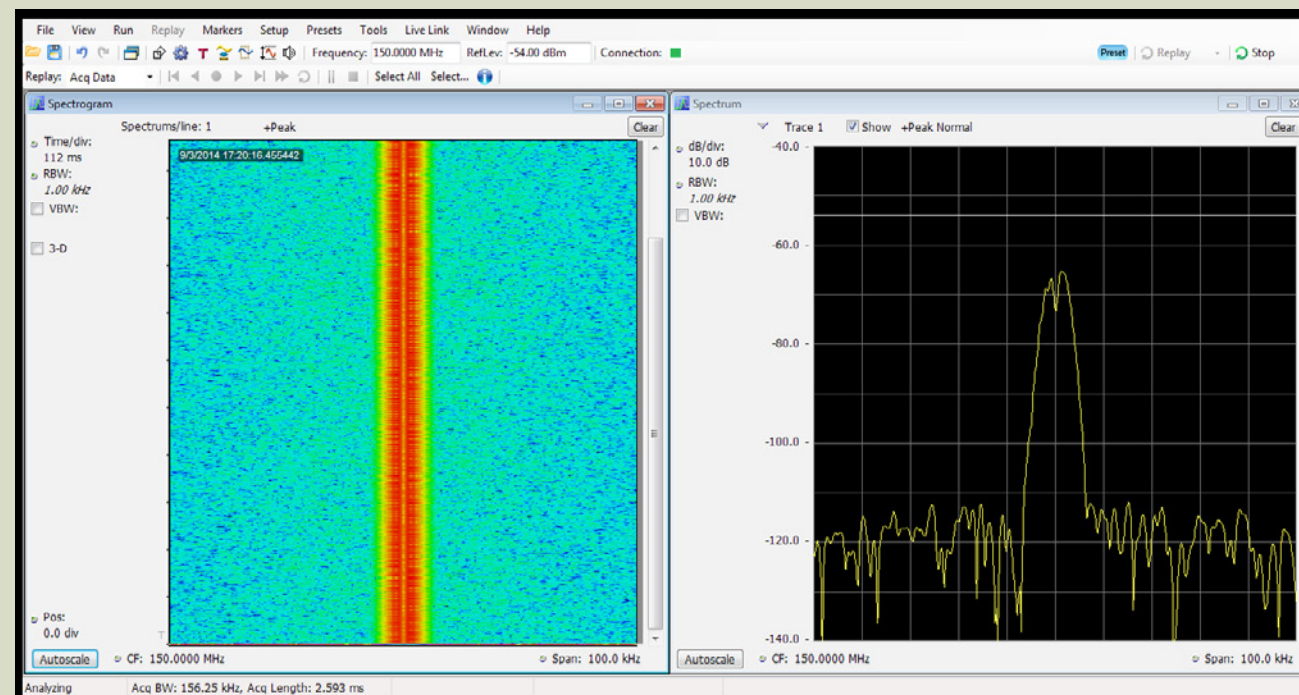 File View Run Replay Markers Setup Presets Tools Live Link Window Help
T Frequency: 150.0000 MHz RefLev: -54.00 dBm Connection: Preset Replay Stop
Replay: Acq Data Select All Select...
Spectrogram
Spectrums/line: 1 +Peak Clear
Time/div:
112 ms
RBW:
1.00 kHz
VBW:
3-D
9/3/2014 17:20:16.455442
Pos:
0.0 div
T
Autoscale CF: 150.0000 MHz Span: 100.0 kHz
Spectrum
Trace 1 Show +Peak Normal Clear
dB/div:
10.0 dB
RBW:
1.00 kHz
VBW:
-40.0
-60.0
-80.0
-100.0
-120.0
-140.0
Autoscale CF: 150.0000 MHz Span: 100.0 kHz
Analyzing Acq BW: 156.25 kHz, Acq Length: 2.593 ms